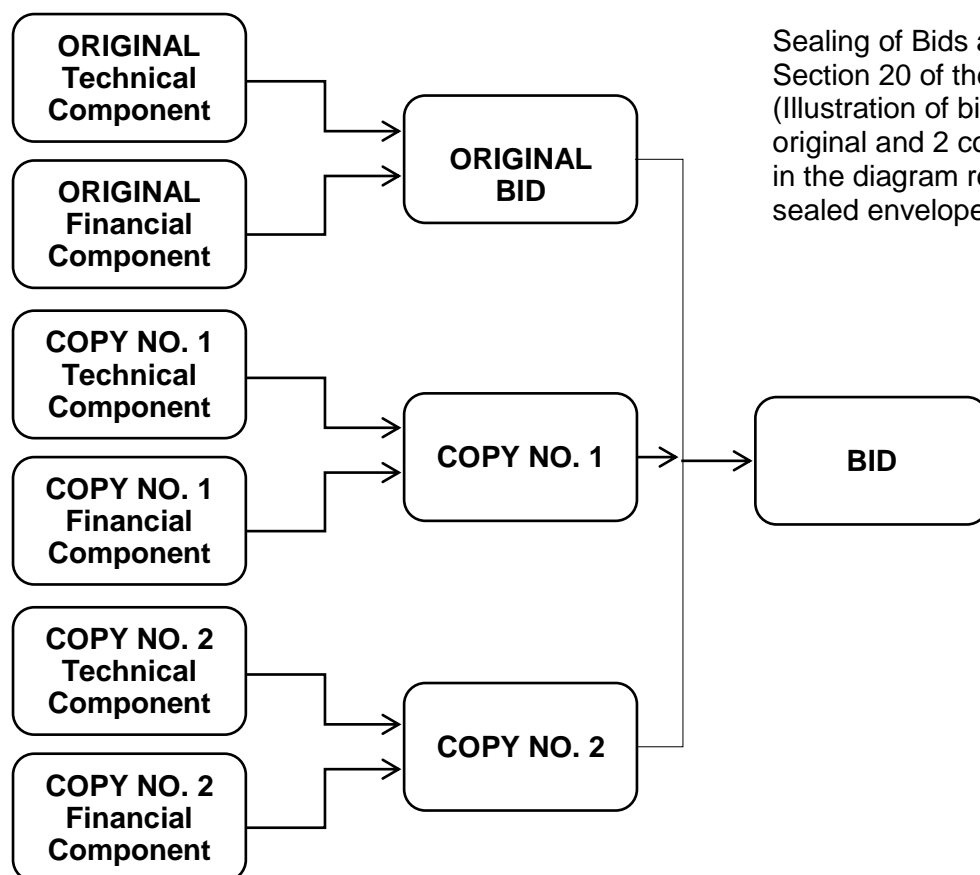 ORIGINAL
Technical
Component
ORIGINAL
Financial
Component
COPY NO. 1
Technical
Component
COPY NO. 1
Financial
Component
COPY NO. 2
Technical
Component
COPY NO. 2
Financial
Component
ORIGINAL
BID
COPY NO. 1
COPY NO. 2
BID
Sealing of Bids
Section 20 of
(Illustration of
original and 2
in the diagram
sealed